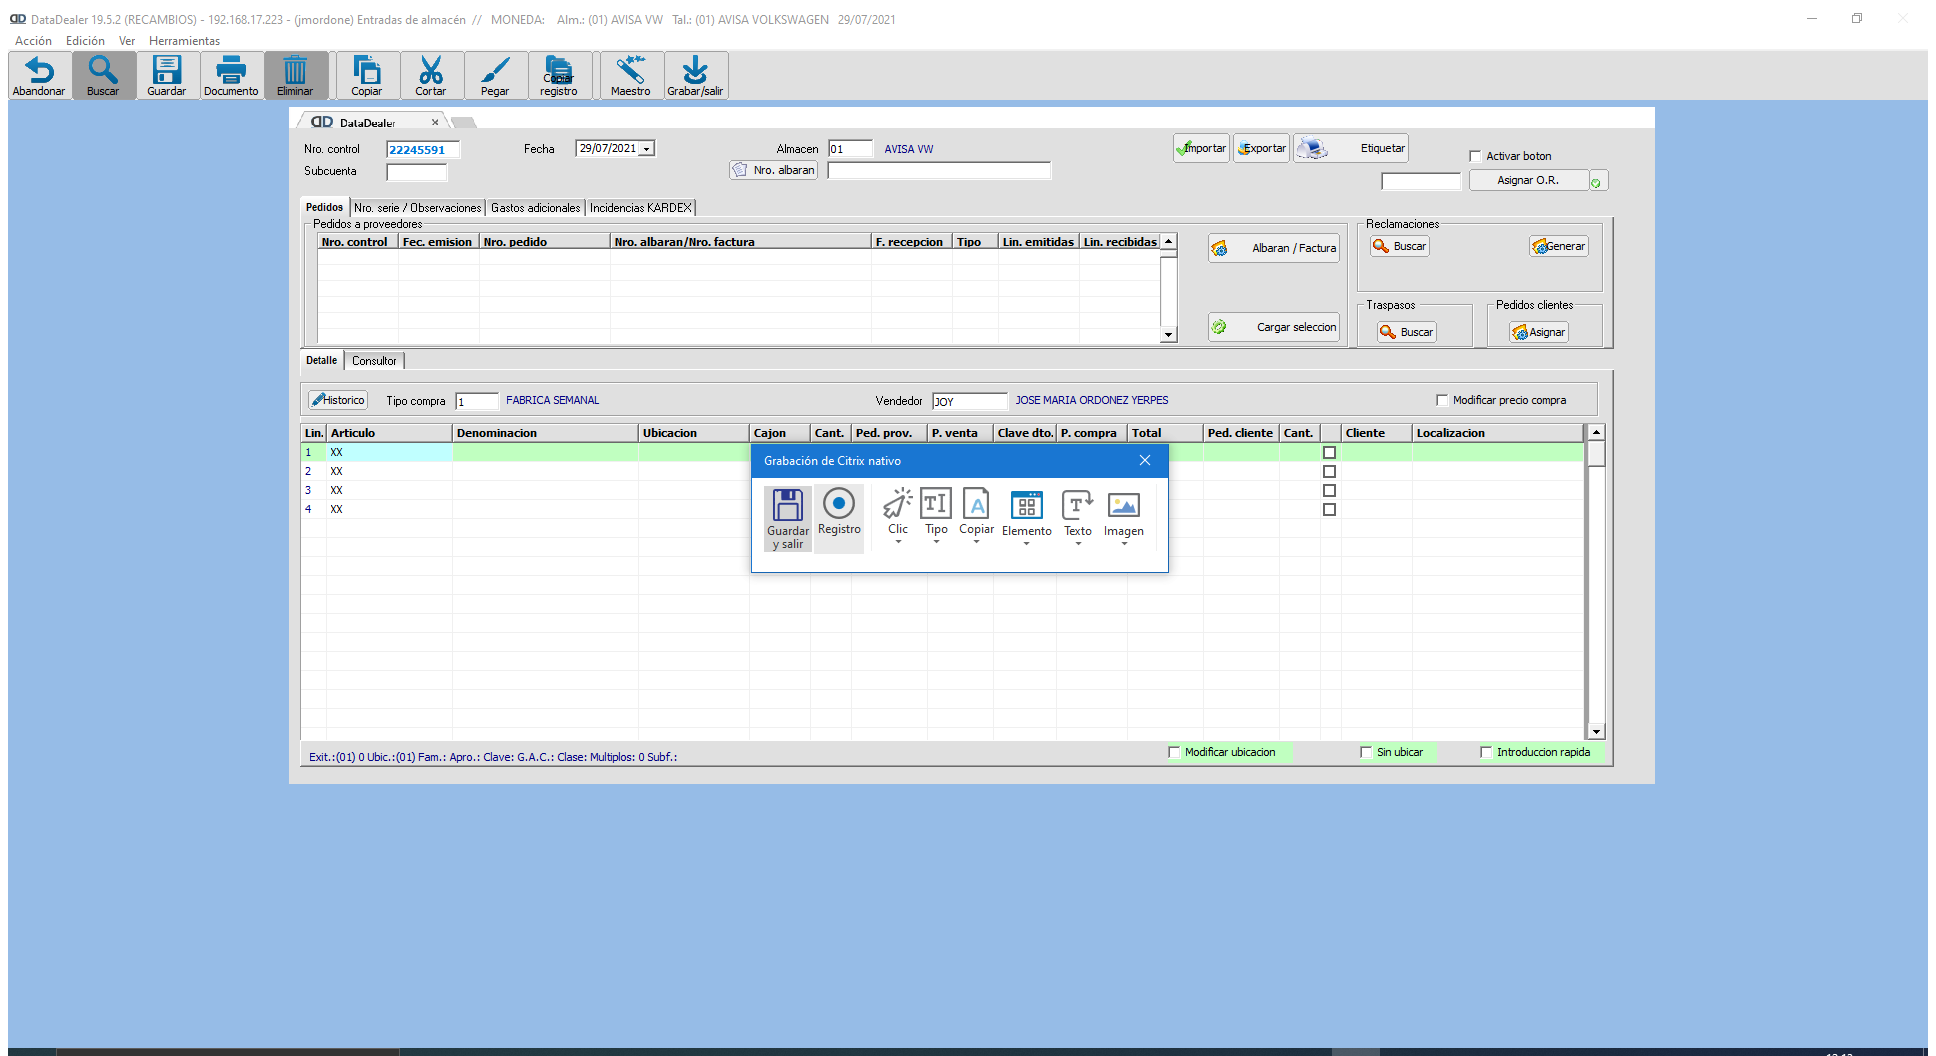 DataDealer 19.5.2 (RECAMBIOS) - 192.168.17.223 - (jmordone) Entradas de almacén // MONEDA: Alm.: (01) AVISA VW Tal.: (01) AVISA VOLKSWAGEN 29/07/2021
Acción Edición Ver Herramientas
Abandonar Buscar Guardar Documento Eliminar Copiar Cortar Pegar Copiar registro Maestro Grabar/salir
DataDealer
Nro. control 22245591 Fecha 29/07/2021 Almacen 01 AVISA VW Importar Exportar Etiquetar Activar boton
Subcuenta Nro. albaran Asignar O.R.
Pedidos Nro. serie / Observaciones Gastos adicionales Incidencias KARDEX
Pedidos a proveedores
Nro. control Fec. emision Nro. pedido Nro. albaran/Nro. factura F. recepcion Tipo Lin. emitidas Lin. recibidas
Albaran / Factura
Cargar seleccion
Reclamaciones
Buscar Generar
Traspasos
Buscar
Pedidos clientes
Asignar
Detalle Consultor
Historico Tipo compra 1 FABRICA SEMANAL Vendedor JOY JOSE MARIA ORDONEZ YERPES Modificar precio compra
Lin. Articulo Denominacion Ubicacion Cajon Cant. Ped. prov. P. venta Clave dto. P. compra Total Ped. cliente Cant. Cliente Localizacion
1 XX
2 XX
3 XX
4 XX
Grabación de Citrix nativo
Guardar y salir Registro Clic Tipo Copiar Elemento Texto Imagen
Exit.:(01) 0 Ubic.:(01) Fam.: Apro.: Clave: G.A.C.: Clase: Multiplos: 0 Subf.:
Modificar ubicacion Sin ubicar Introduccion rapida